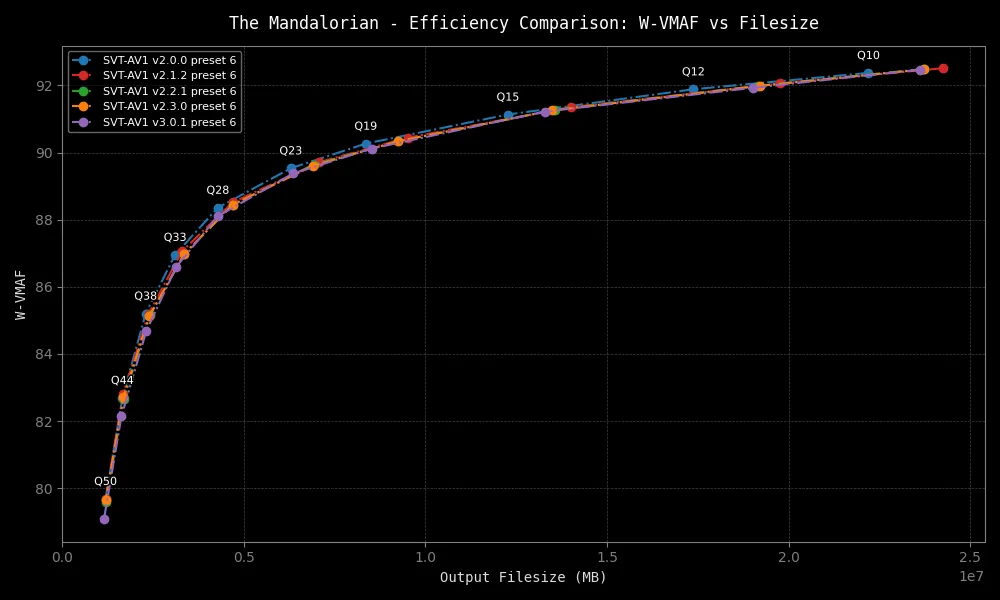 The Mandalorian - Efficiency Comparison: W-VMAF vs Filesize
SVT-AV1 v2.0.0 preset 6
SVT-AV1 v2.1.2 preset 6
SVT-AV1 v2.2.1 preset 6
SVT-AV1 v2.3.0 preset 6
SVT-AV1 v3.0.1 preset 6
Q10
Q12
Q15
Q19
Q23
Q28
Q33
Q38
Q44
Q50
W-VMAF
92
90
88
86
84
82
80
0.0 0.5 1.0 1.5 2.0 2.5
1e7
Output Filesize (MB)